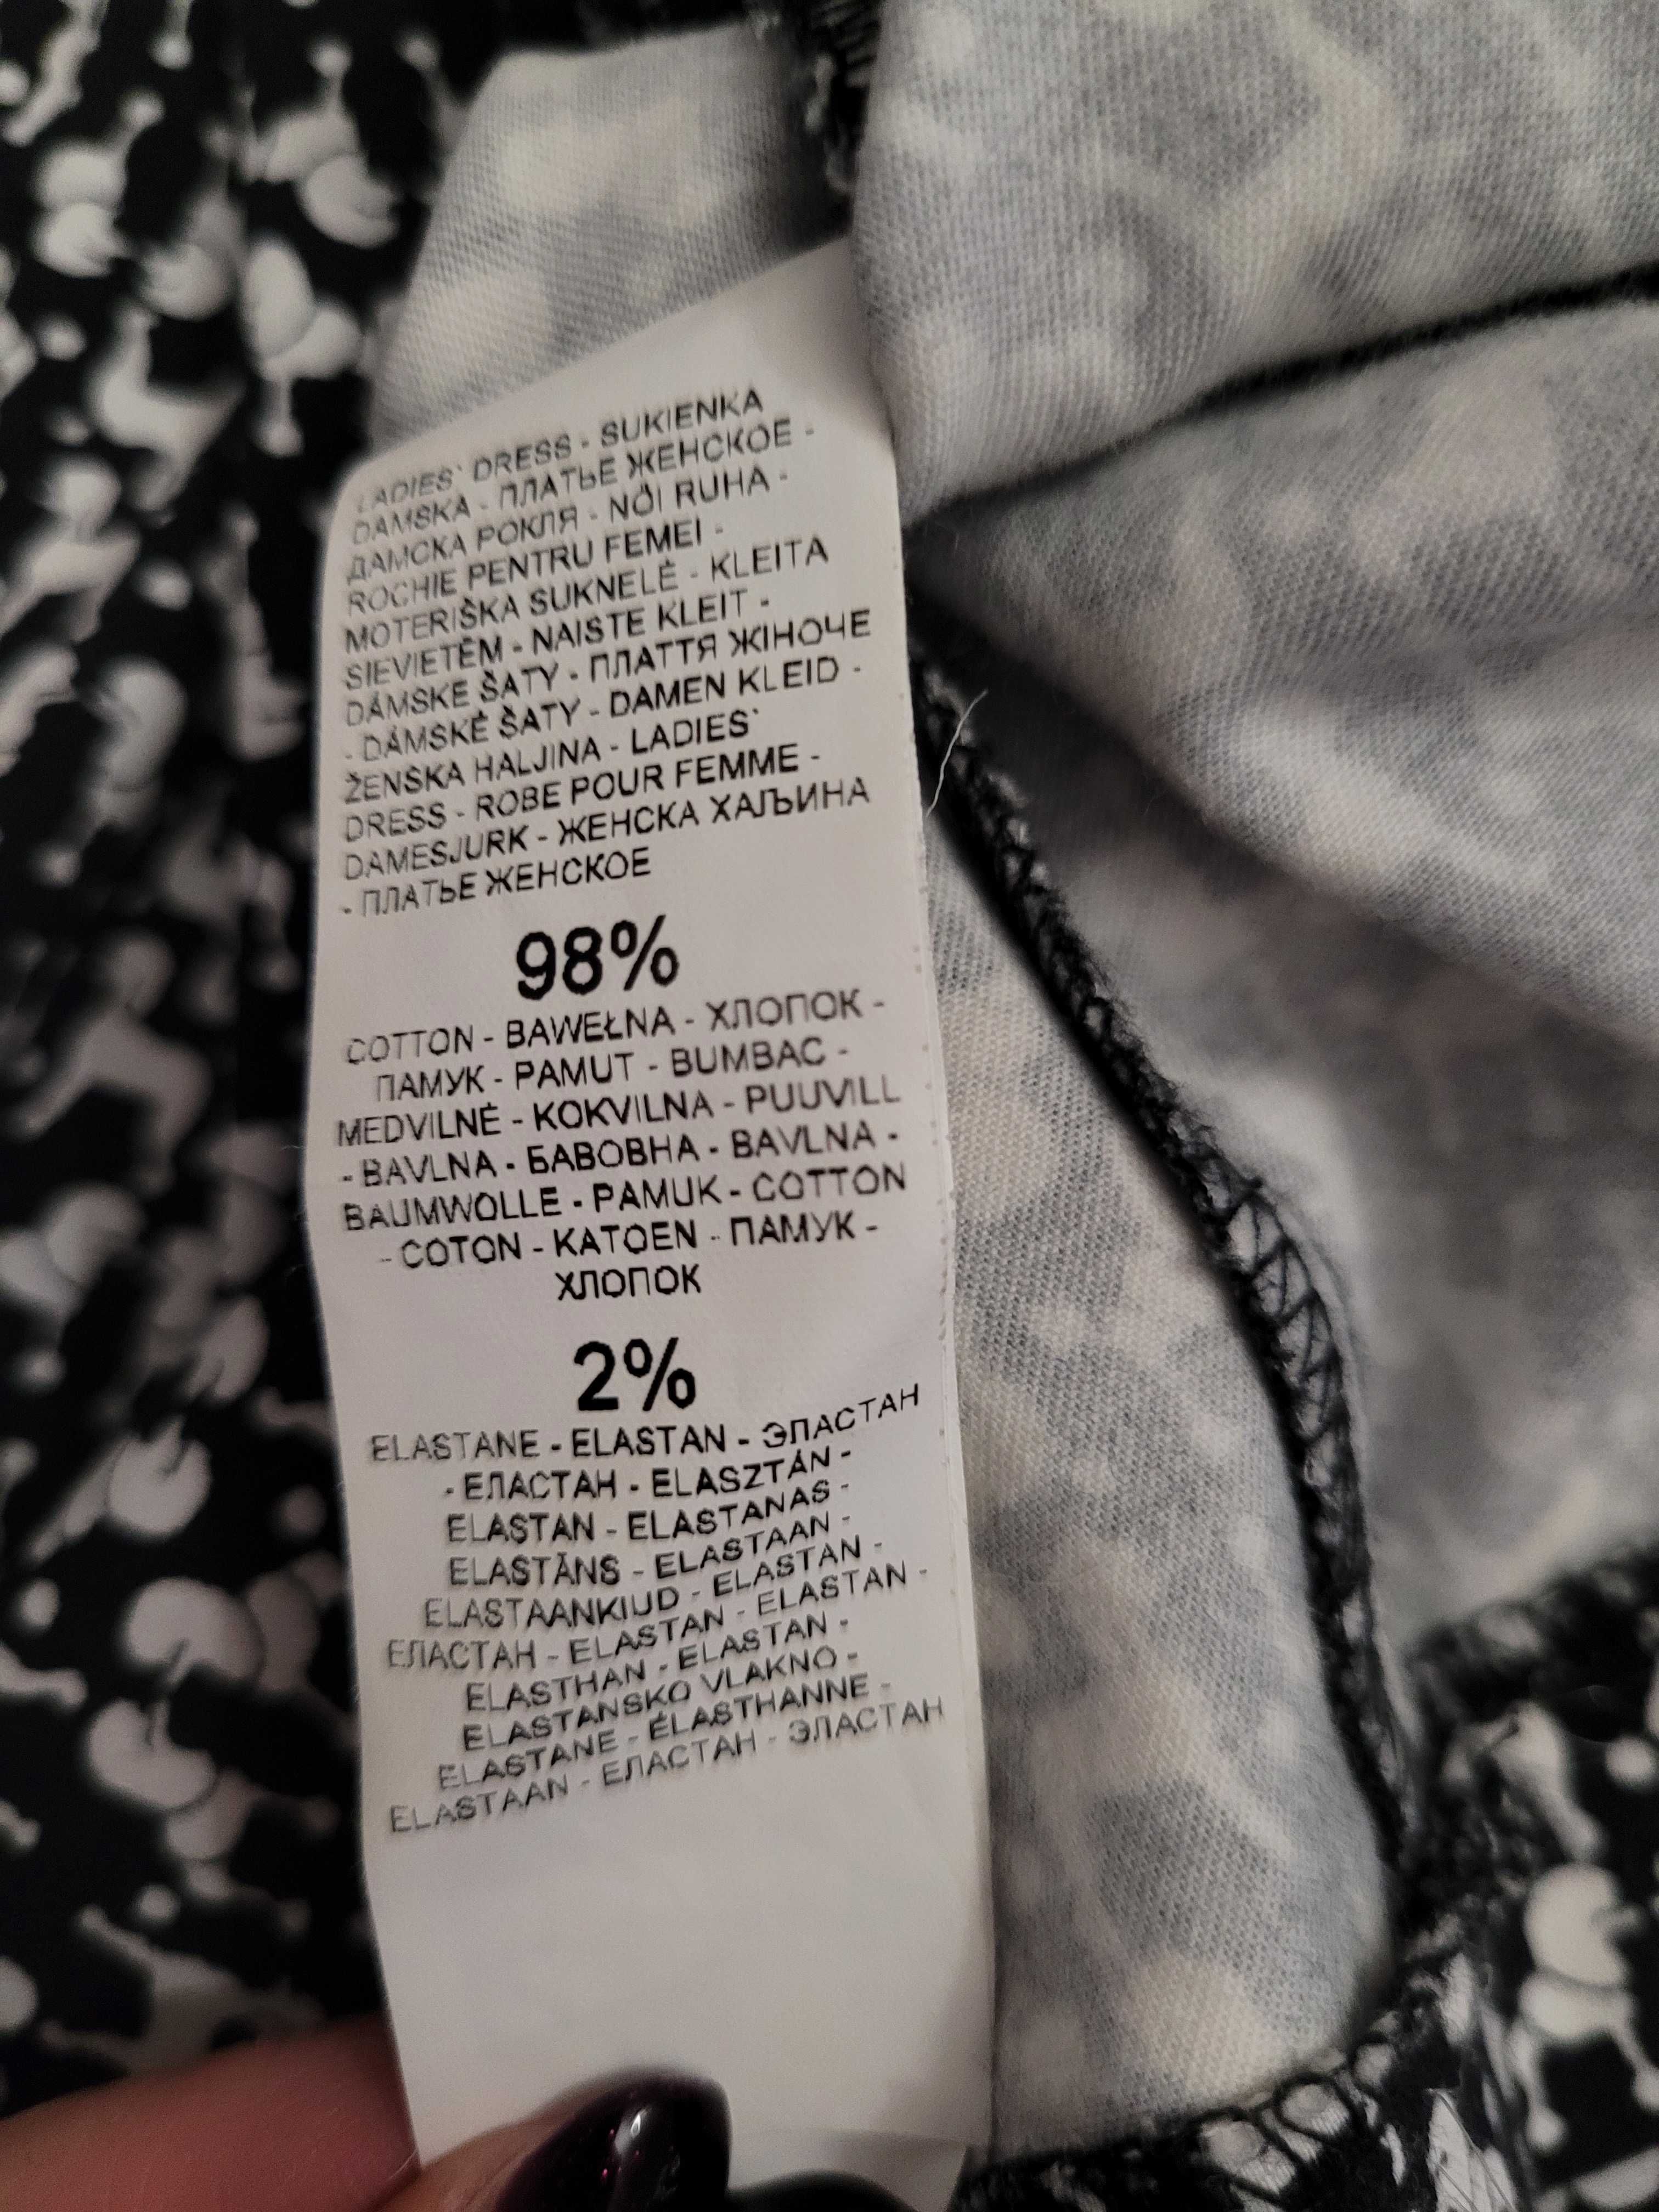 LADIES` DRESS - SUKIENKA
DAMSKA - ПЛАТЬЕ ЖЕНСКОЕ -
ДАМСКА РОКЛЯ - NŐI RUHA -
ROCHIE PENTRU FEMEI -
MOTERIŠKA SUKNELĖ - KLEITA
SIEVIETĒM - NAISTE KLEIT -
DÁMSKE ŠATY - ПЛАТТЯ ЖІНОЧЕ
- DÁMSKÉ ŠATY - DAMEN KLEID -
ŽENSKA HALJINA - LADIES`
DRESS - ROBE POUR FEMME -
DAMESJURK - ЖЕНСКА ХАЉИНА
- ПЛАТЬЕ ЖЕНСКОЕ
98%
COTTON - BAWEŁNA - ХЛОПОК -
ПАМУК - PAMUT - BUMBAC -
MEDVILNĖ - KOKVILNA - PUUVILL
- BAVLNA - БАВОВНА - BAVLNA -
BAUMWOLLE - PAMUK - COTTON
- COTON - KATOEN - ПАМУК -
ХЛОПОК
2%
ELASTANE - ELASTAN - ЭЛАСТАН
- ЕЛАСТАН - ELASZTÁN -
ELASTAN - ELASTANAS -
ELASTĀNS - ELASTAAN -
ELASTAANKIUD - ELASTAN -
ЕЛАСТАН - ELASTAN - ELASTAN -
ELASTHAN - ELASTAN -
ELASTANSKO VLAKNO -
ELASTANE - ÉLASTHANNE -
ELASTAAN - ЕЛАСТАН - ЭЛАСТАН